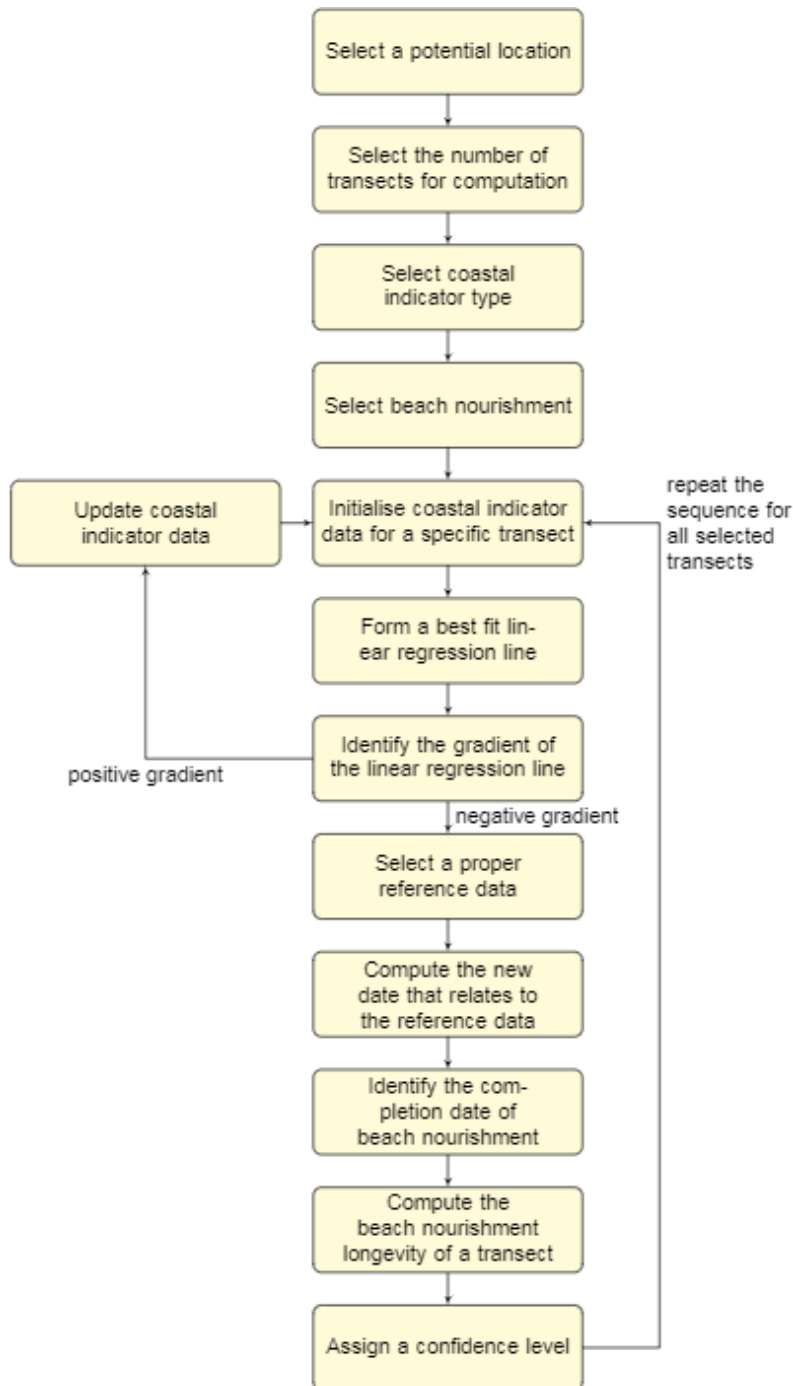 Select a potential location
Select the number of
transects for computation
Select coastal
indicator type
Select beach nourishment
Update coastal
indicator data
Initialise coastal indicator
data for a specific transect
repeat the
sequence for
all selected
transects
Form a best fit lin-
ear regression line
Identify the gradient of
the linear regression line
positive gradient
negative gradient
Select a proper
reference data
Compute the new
date that relates to
the reference data
Identify the com-
pletion date of
beach nourishment
Compute the
beach nourishment
longevity of a transect
Assign a confidence level